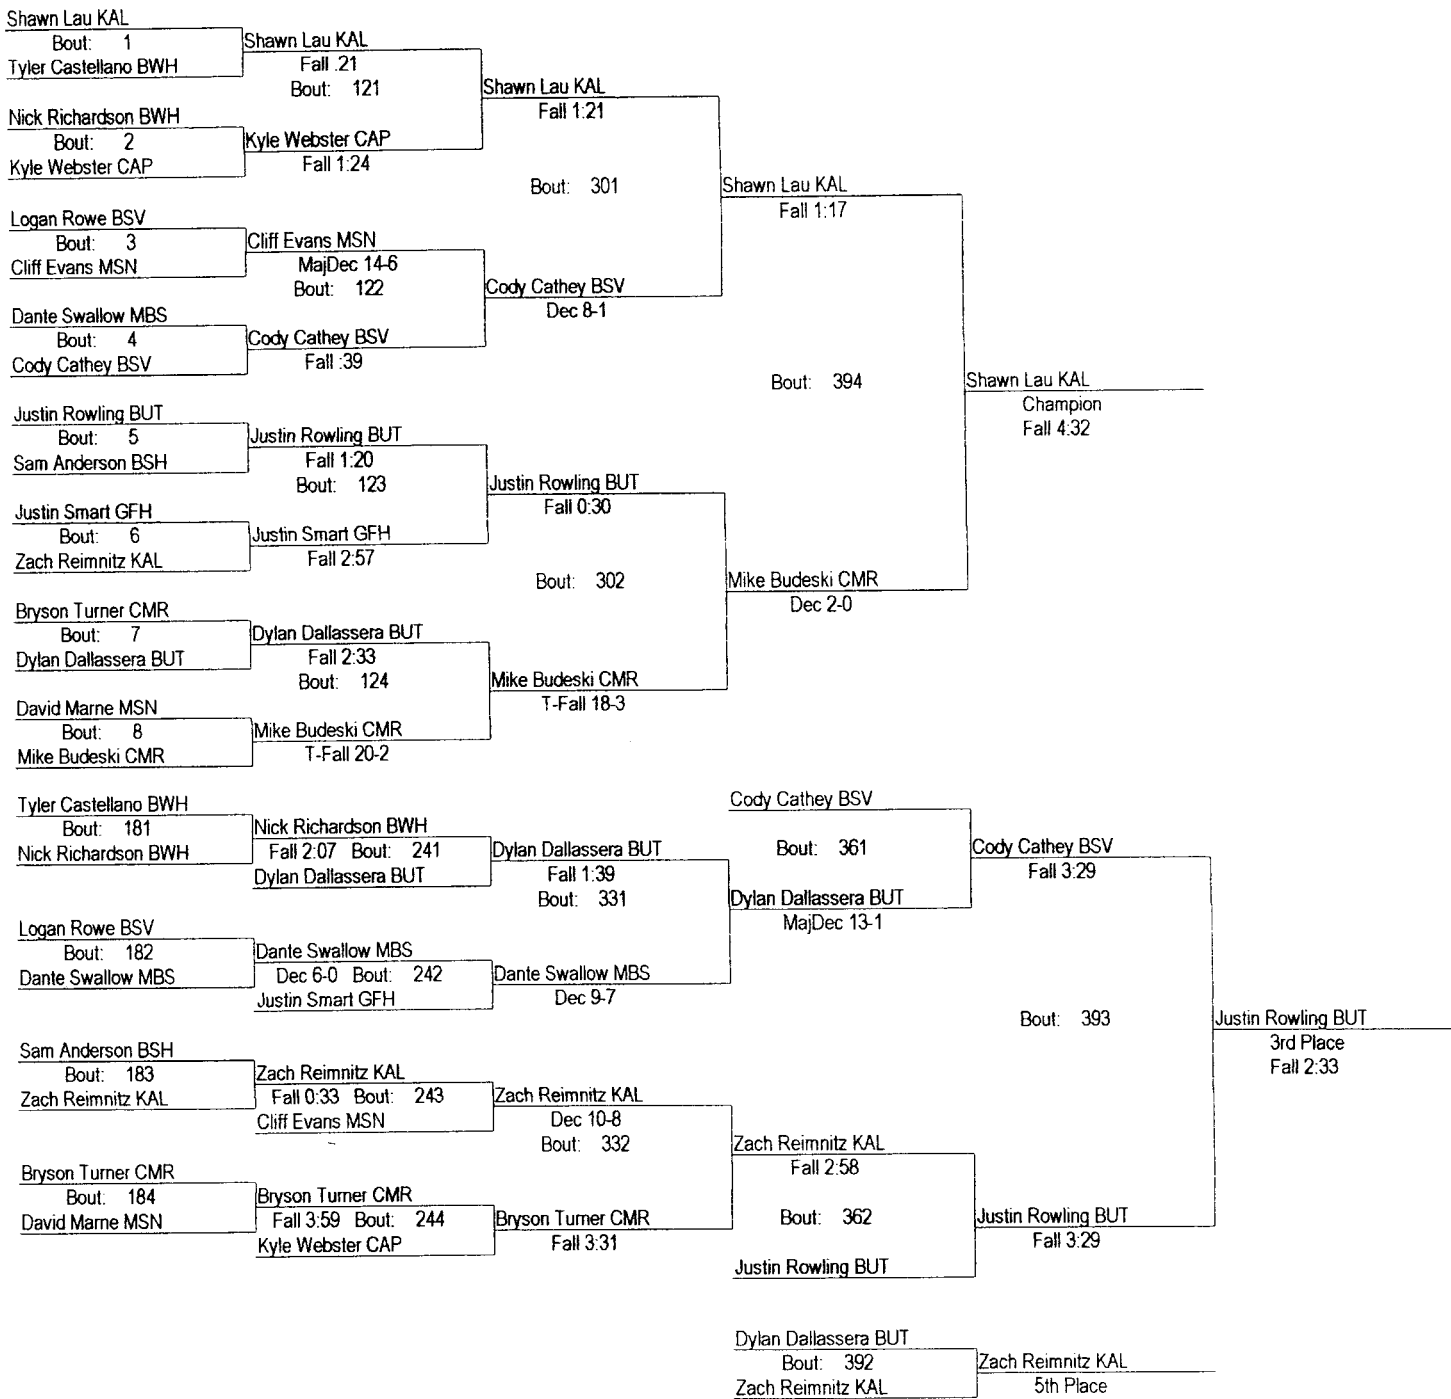 Shawn Lau KAL
Bout: 1
Tyler Castellano BWH
Shawn Lau KAL
Fall .21
Bout: 121
Nick Richardson BWH
Bout: 2
Kyle Webster CAP
Kyle Webster CAP
Fall 1:24
Shawn Lau KAL
Fall 1:21
Bout: 301
Logan Rowe BSV
Bout: 3
Cliff Evans MSN
Cliff Evans MSN
MajDec 14-6
Bout: 122
Dante Swallow MBS
Bout: 4
Cody Cathey BSV
Cody Cathey BSV
Fall :39
Cody Cathey BSV
Dec 8-1
Shawn Lau KAL
Fall 1:17
Bout: 394
Justin Rowling BUT
Bout: 5
Sam Anderson BSH
Justin Rowling BUT
Fall 1:20
Bout: 123
Justin Smart GFH
Bout: 6
Zach Reimnitz KAL
Justin Smart GFH
Fall 2:57
Justin Rowling BUT
Fall 0:30
Bout: 302
Bryson Turner CMR
Bout: 7
Dylan Dallassera BUT
Dylan Dallassera BUT
Fall 2:33
Bout: 124
David Marne MSN
Bout: 8
Mike Budeski CMR
Mike Budeski CMR
T-Fall 20-2
Mike Budeski CMR
T-Fall 18-3
Mike Budeski CMR
Dec 2-0
Shawn Lau KAL
Champion
Fall 4:32
Tyler Castellano BWH
Bout: 181
Nick Richardson BWH
Nick Richardson BWH
Fall 2:07 Bout: 241
Dylan Dallassera BUT
Dylan Dallassera BUT
Fall 1:39
Bout: 331
Logan Rowe BSV
Bout: 182
Dante Swallow MBS
Dante Swallow MBS
Dec 6-0 Bout: 242
Justin Smart GFH
Dante Swallow MBS
Dec 9-7
Cody Cathey BSV
Bout: 361
Dylan Dallassera BUT
MajDec 13-1
Cody Cathey BSV
Fall 3:29
Bout: 393
Sam Anderson BSH
Bout: 183
Zach Reimnitz KAL
Zach Reimnitz KAL
Fall 0:33 Bout: 243
Cliff Evans MSN
Zach Reimnitz KAL
Dec 10-8
Bout: 332
Bryson Turner CMR
Bout: 184
David Marne MSN
Bryson Turner CMR
Fall 3:59 Bout: 244
Kyle Webster CAP
Bryson Turner CMR
Fall 3:31
Zach Reimnitz KAL
Fall 2:58
Bout: 362
Justin Rowling BUT
Justin Rowling BUT
Fall 3:29
Justin Rowling BUT
3rd Place
Fall 2:33
Dylan Dallassera BUT
Bout: 392
Zach Reimnitz KAL
Zach Reimnitz KAL
5th Place